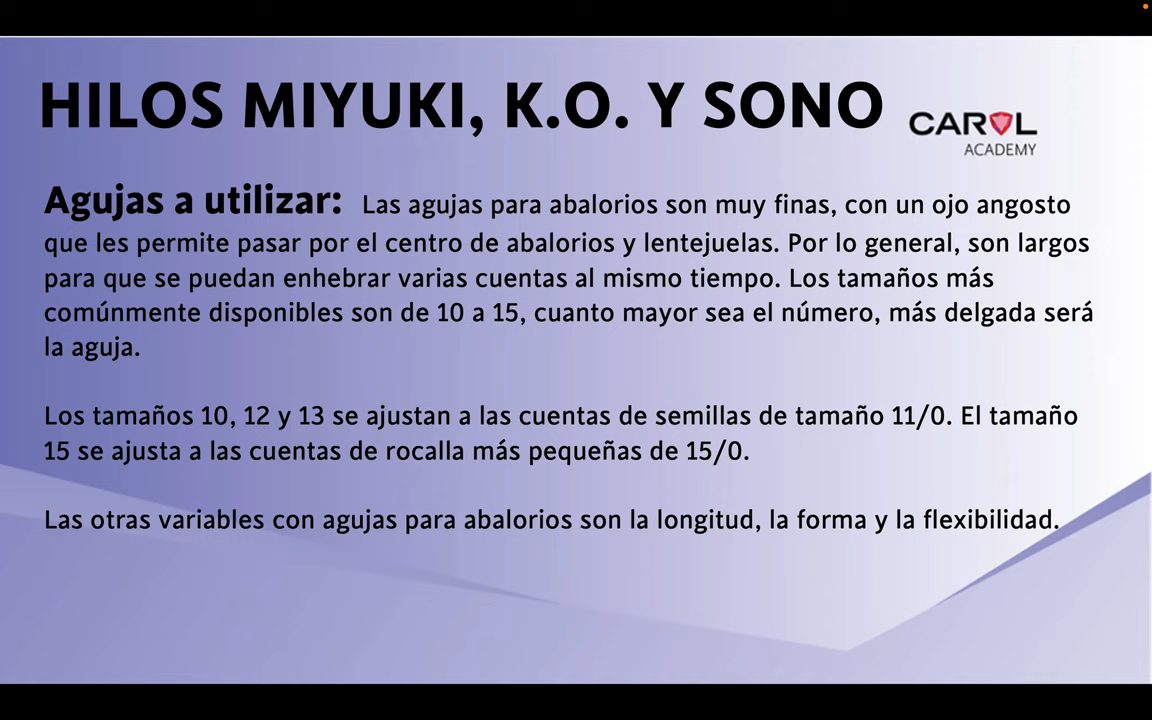 HILOS MIYUKI, K.O. Y SONO
CAROL
ACADEMY
Agujas a utilizar: Las agujas para abalorios son muy finas, con un ojo angosto
que les permite pasar por el centro de abalorios y lentejuelas. Por lo general, son largos
para que se puedan enhebrar varias cuentas al mismo tiempo. Los tamaños más
comúnmente disponibles son de 10 a 15, cuanto mayor sea el número, más delgada será
la aguja.
Los tamaños 10, 12 y 13 se ajustan a las cuentas de semillas de tamaño 11/0. El tamaño
15 se ajusta a las cuentas de rocalla más pequeñas de 15/0.
Las otras variables con agujas para abalorios son la longitud, la forma y la flexibilidad.